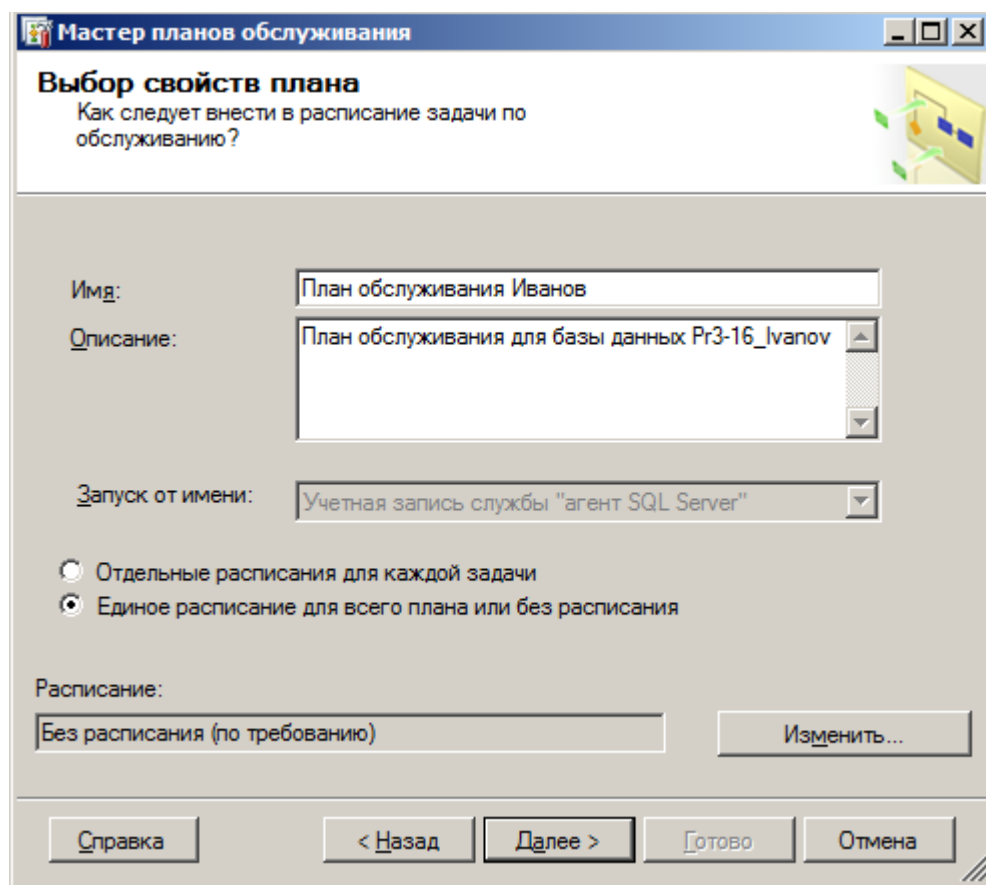 Мастер планов обслуживания
Выбор свойств плана
Как следует внести в расписание задачи по
обслуживанию?
Имя:
План обслуживания Иванов
Описание:
План обслуживания для базы данных Pr3-16_Ivanov
Запуск от имени:
Учетная запись службы "агент SQL Server"
Отдельные расписания для каждой задачи
Единое расписание для всего плана или без расписания
Расписание:
Без расписания (по требованию)
Изменить...
Справка
< Назад
Далее >
Готово
Отмена